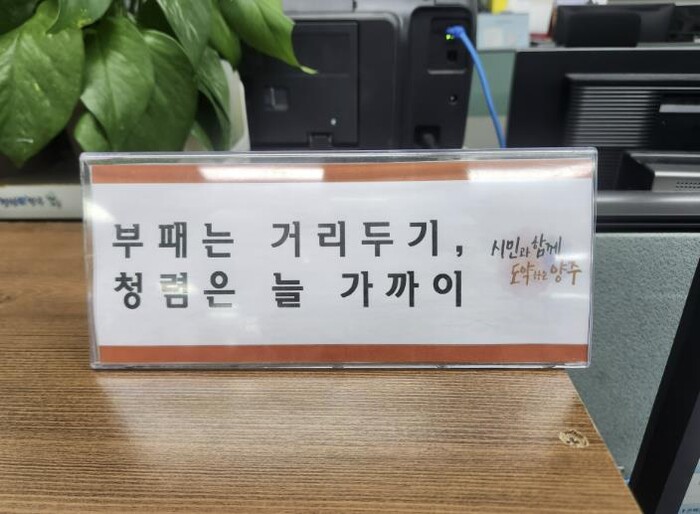 부패는 거리두기,
청렴은 늘 가까이
시민과 함께
도약하는 양주